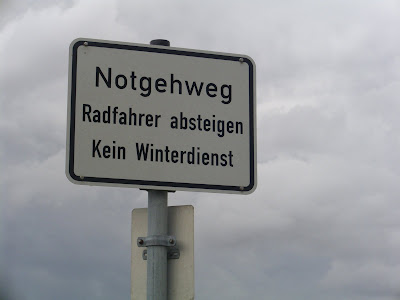 Notgehweg
Radfahrer absteigen
Kein Winterdienst